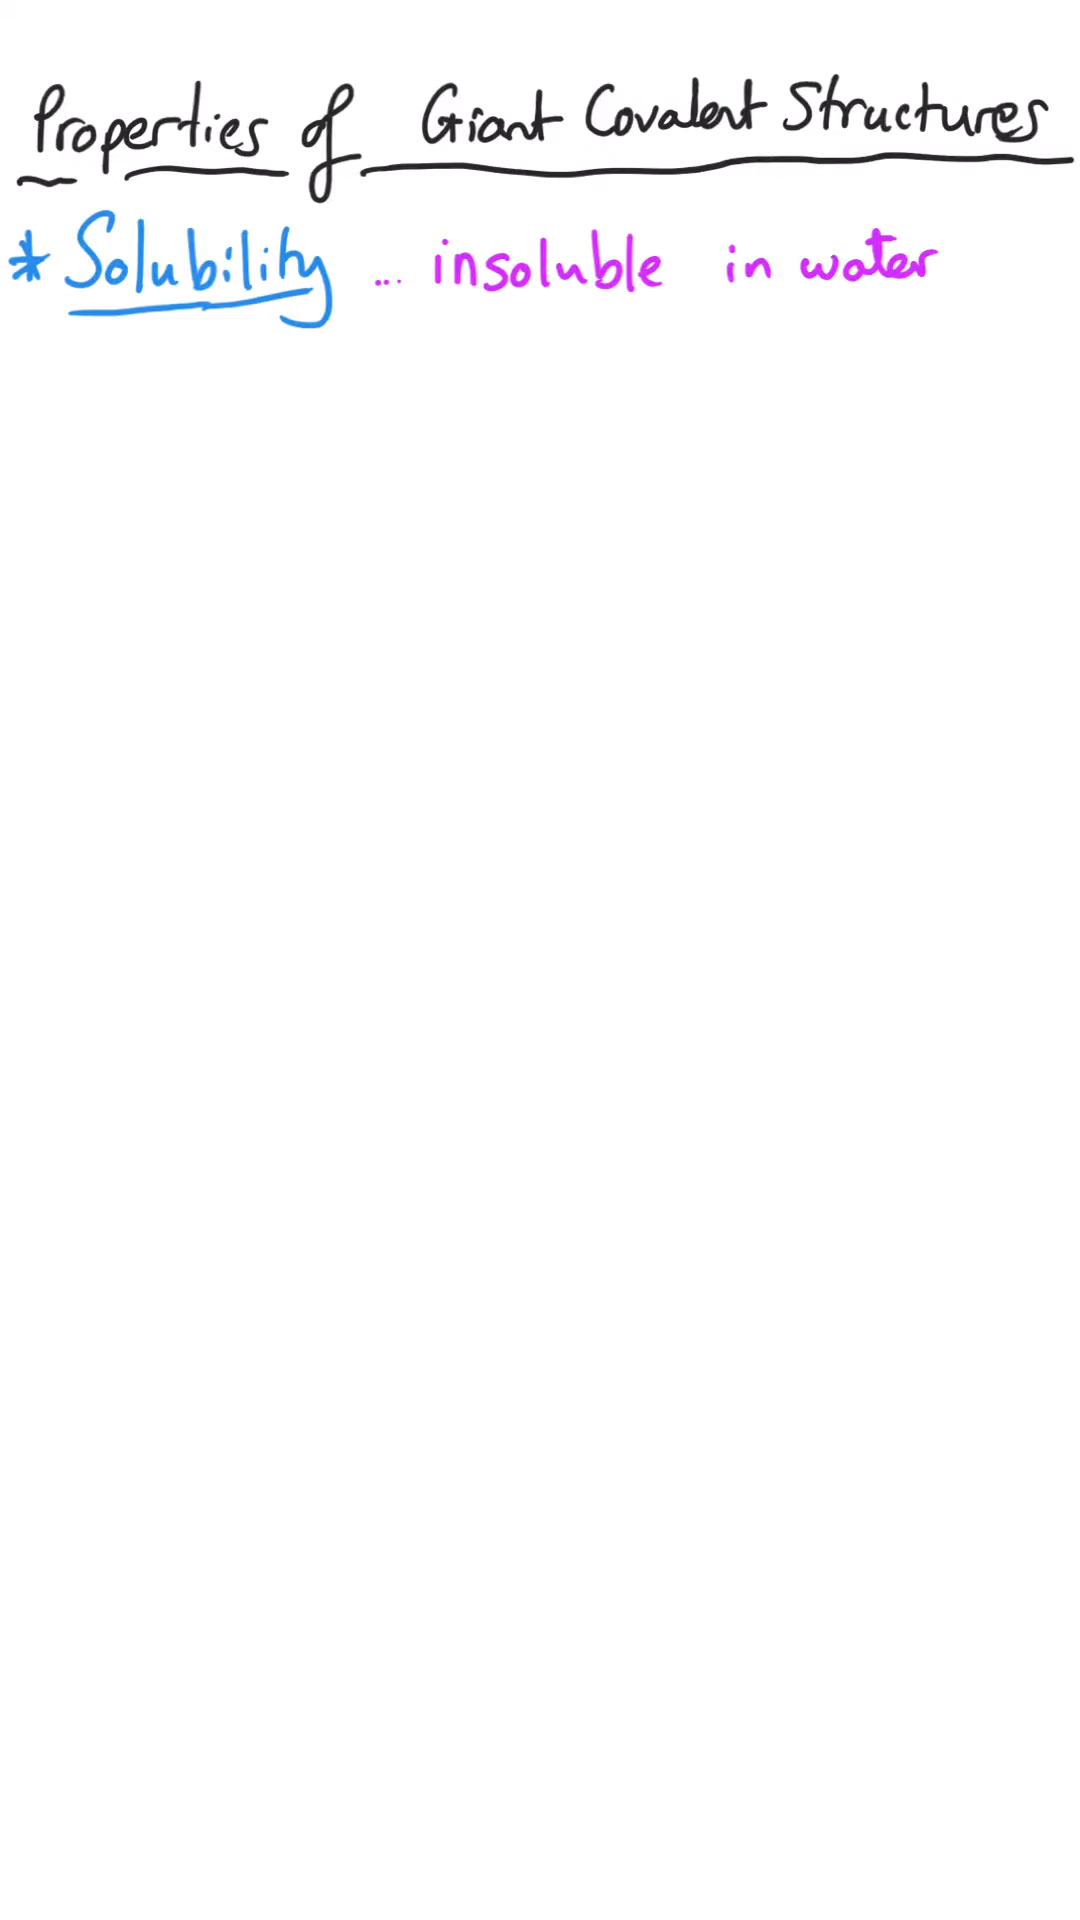 Properties of Giant Covalent Structures
* Solubility ... insoluble in water